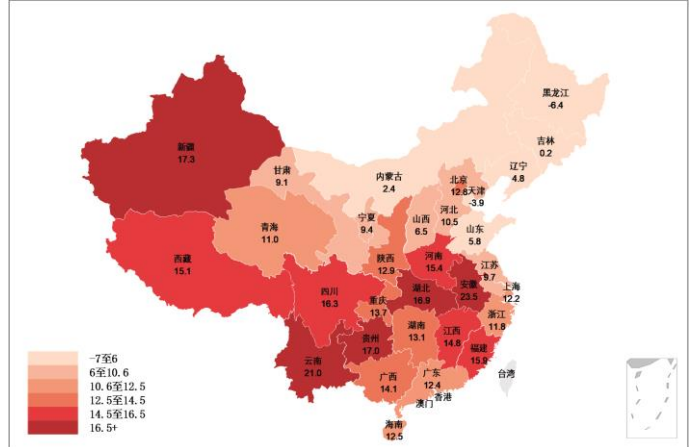 黑龙江
-6.4
吉林
0.2
辽宁
4.8
新疆
17.3
甘肃
9.1
内蒙古
2.4
北京
12.8
天津
-3.9
河北
10.5
山西
6.5
宁夏
9.4
青海
11.0
山东
5.8
陕西
12.9
河南
15.4
江苏
9.7
西藏
15.1
四川
16.3
重庆
13.7
湖北
16.9
安徽
23.5
上海
12.2
浙江
11.8
湖南
13.1
江西
14.8
贵州
17.0
福建
15.9
云南
21.0
广西
14.1
广东
12.4
香港
澳门
台湾
海南
12.5
-7至6
6至10.6
10.6至12.5
12.5至14.5
14.5至16.5
16.5+